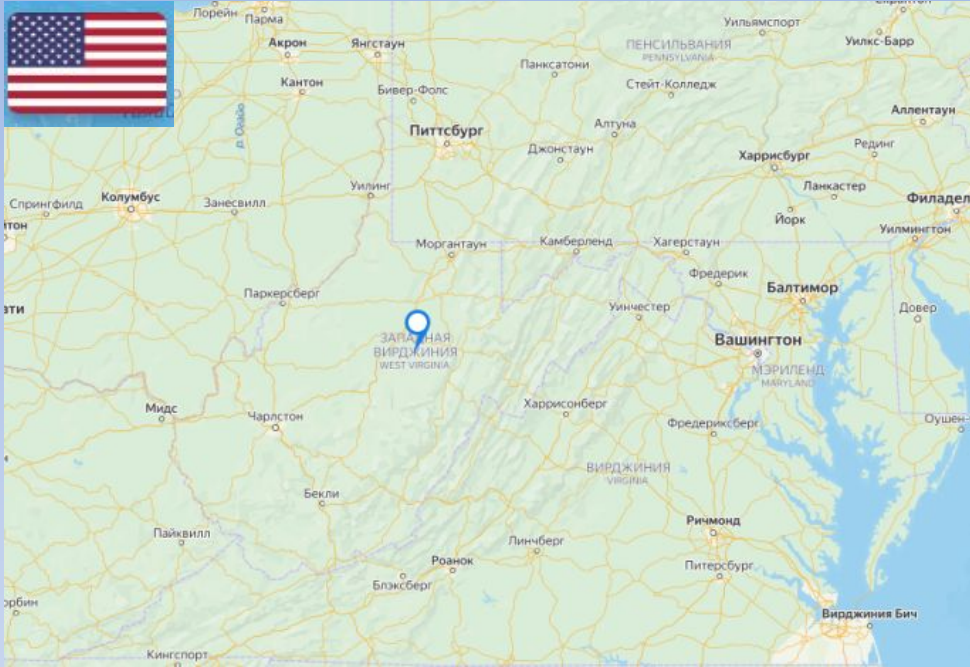 Лорейн
Парма
Акрон
Янгстаун
Кантон
Бивер-Фолс
р. Огайо
Питтсбург
ПЕНСИЛЬВАНИЯ
PENNSYLVANIA
Уильямспорт
Уилкс-Барр
Панксатони
Стейт-Колледж
Аллентаун
Алтуна
Джонстаун
Харрисбург
Рединг
Ланкастер
Йорк
Филадел
Уилмингтон
Спрингфилд
Колумбус
Занесвилл
Уилинг
Моргантаун
Камберленд
Хагерстаун
Фредерик
Балтимор
Довер
Паркерсберг
Уинчестер
ЗАПАДНАЯ
ВИРДЖИНИЯ
WEST VIRGINIA
Вашингтон
МЭРИЛЕНД
MARYLAND
Мидс
Чарлстон
Харрисонберг
Фредериксберг
Оушен-
ВИРДЖИНИЯ
VIRGINIA
Бекли
Пайквилл
Ричмонд
Линчберг
Роанок
Блэксберг
Питерсбург
орбин
Вирджиния Бич
Кингспорт